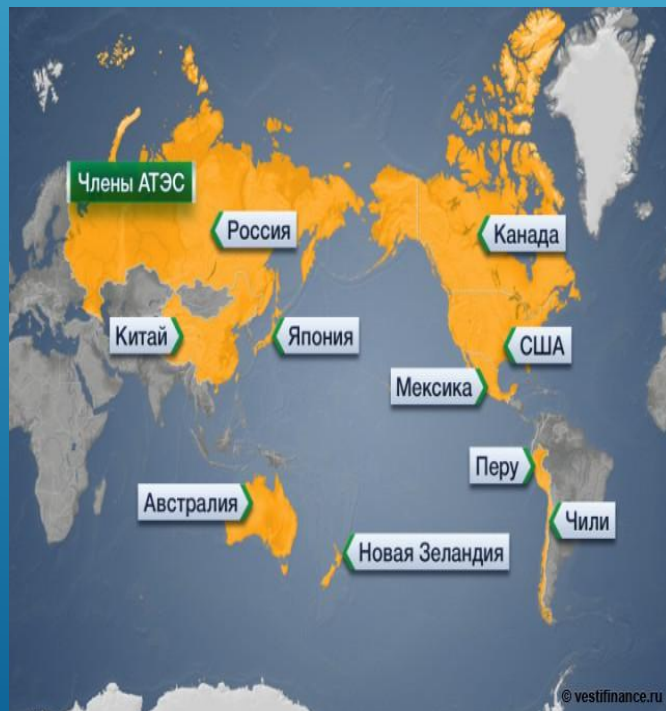 Члены АТЭС
Россия
Канада
Китай
Япония
США
Мексика
Перу
Австралия
Чили
Новая Зеландия
© vestifinance.ru